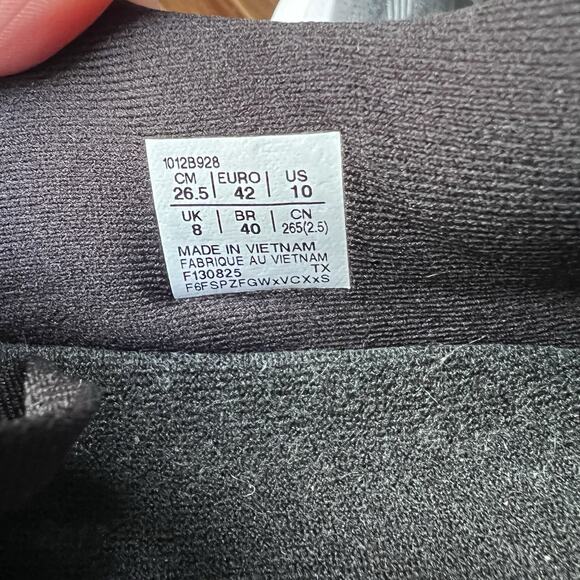 1012B928
CM | EURO | US
26.5 | 42 | 10
UK | BR | CN
8 | 40 | 265(2.5)
MADE IN VIETNAM
FABRIQUE AU VIETNAM
F130825 TX
F6FSPZFGWxVCXxS